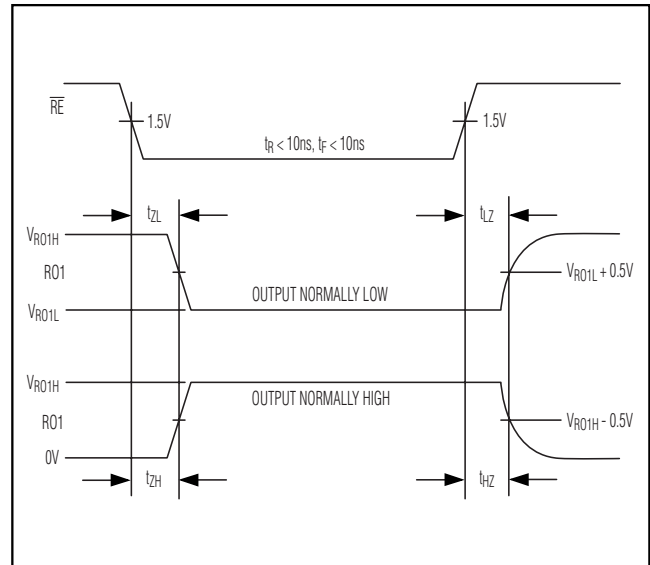 R̅E̅
1.5V
1.5V
tR < 10ns, tF < 10ns
tZL
tLZ
VRO1H
RO1
VRO1L + 0.5V
OUTPUT NORMALLY LOW
VRO1L
VRO1H
OUTPUT NORMALLY HIGH
RO1
VRO1H - 0.5V
0V
tZH
tHZ